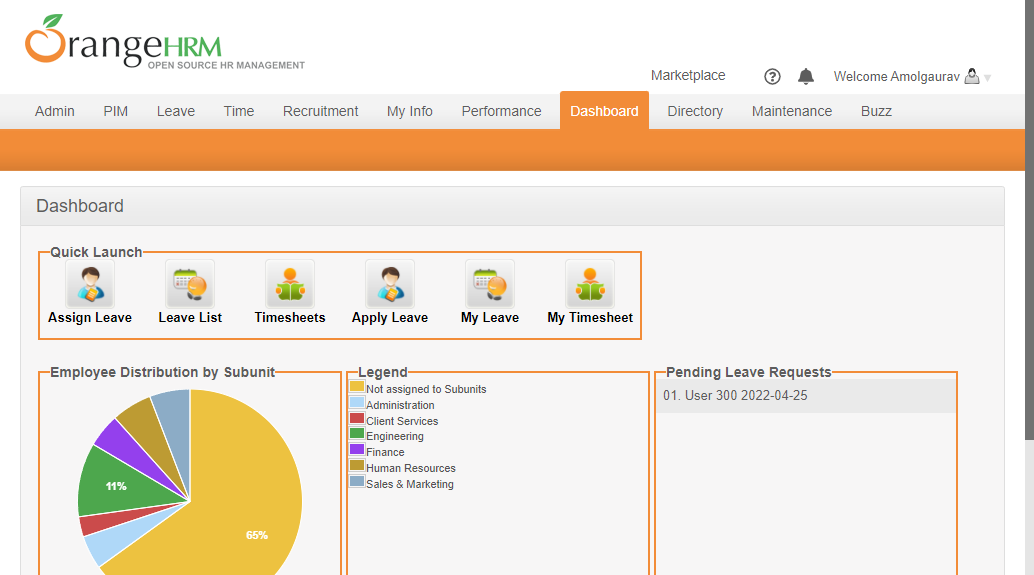 OrangeHRM
OPEN SOURCE HR MANAGEMENT
Marketplace ? Welcome Amolgaurav
Admin PIM Leave Time Recruitment My Info Performance Dashboard Directory Maintenance Buzz
Dashboard
Quick Launch
Assign Leave Leave List Timesheets Apply Leave My Leave My Timesheet
Employee Distribution by Subunit
11%
65%
Legend
Not assigned to Subunits
Administration
Client Services
Engineering
Finance
Human Resources
Sales & Marketing
Pending Leave Requests
01. User 300 2022-04-25